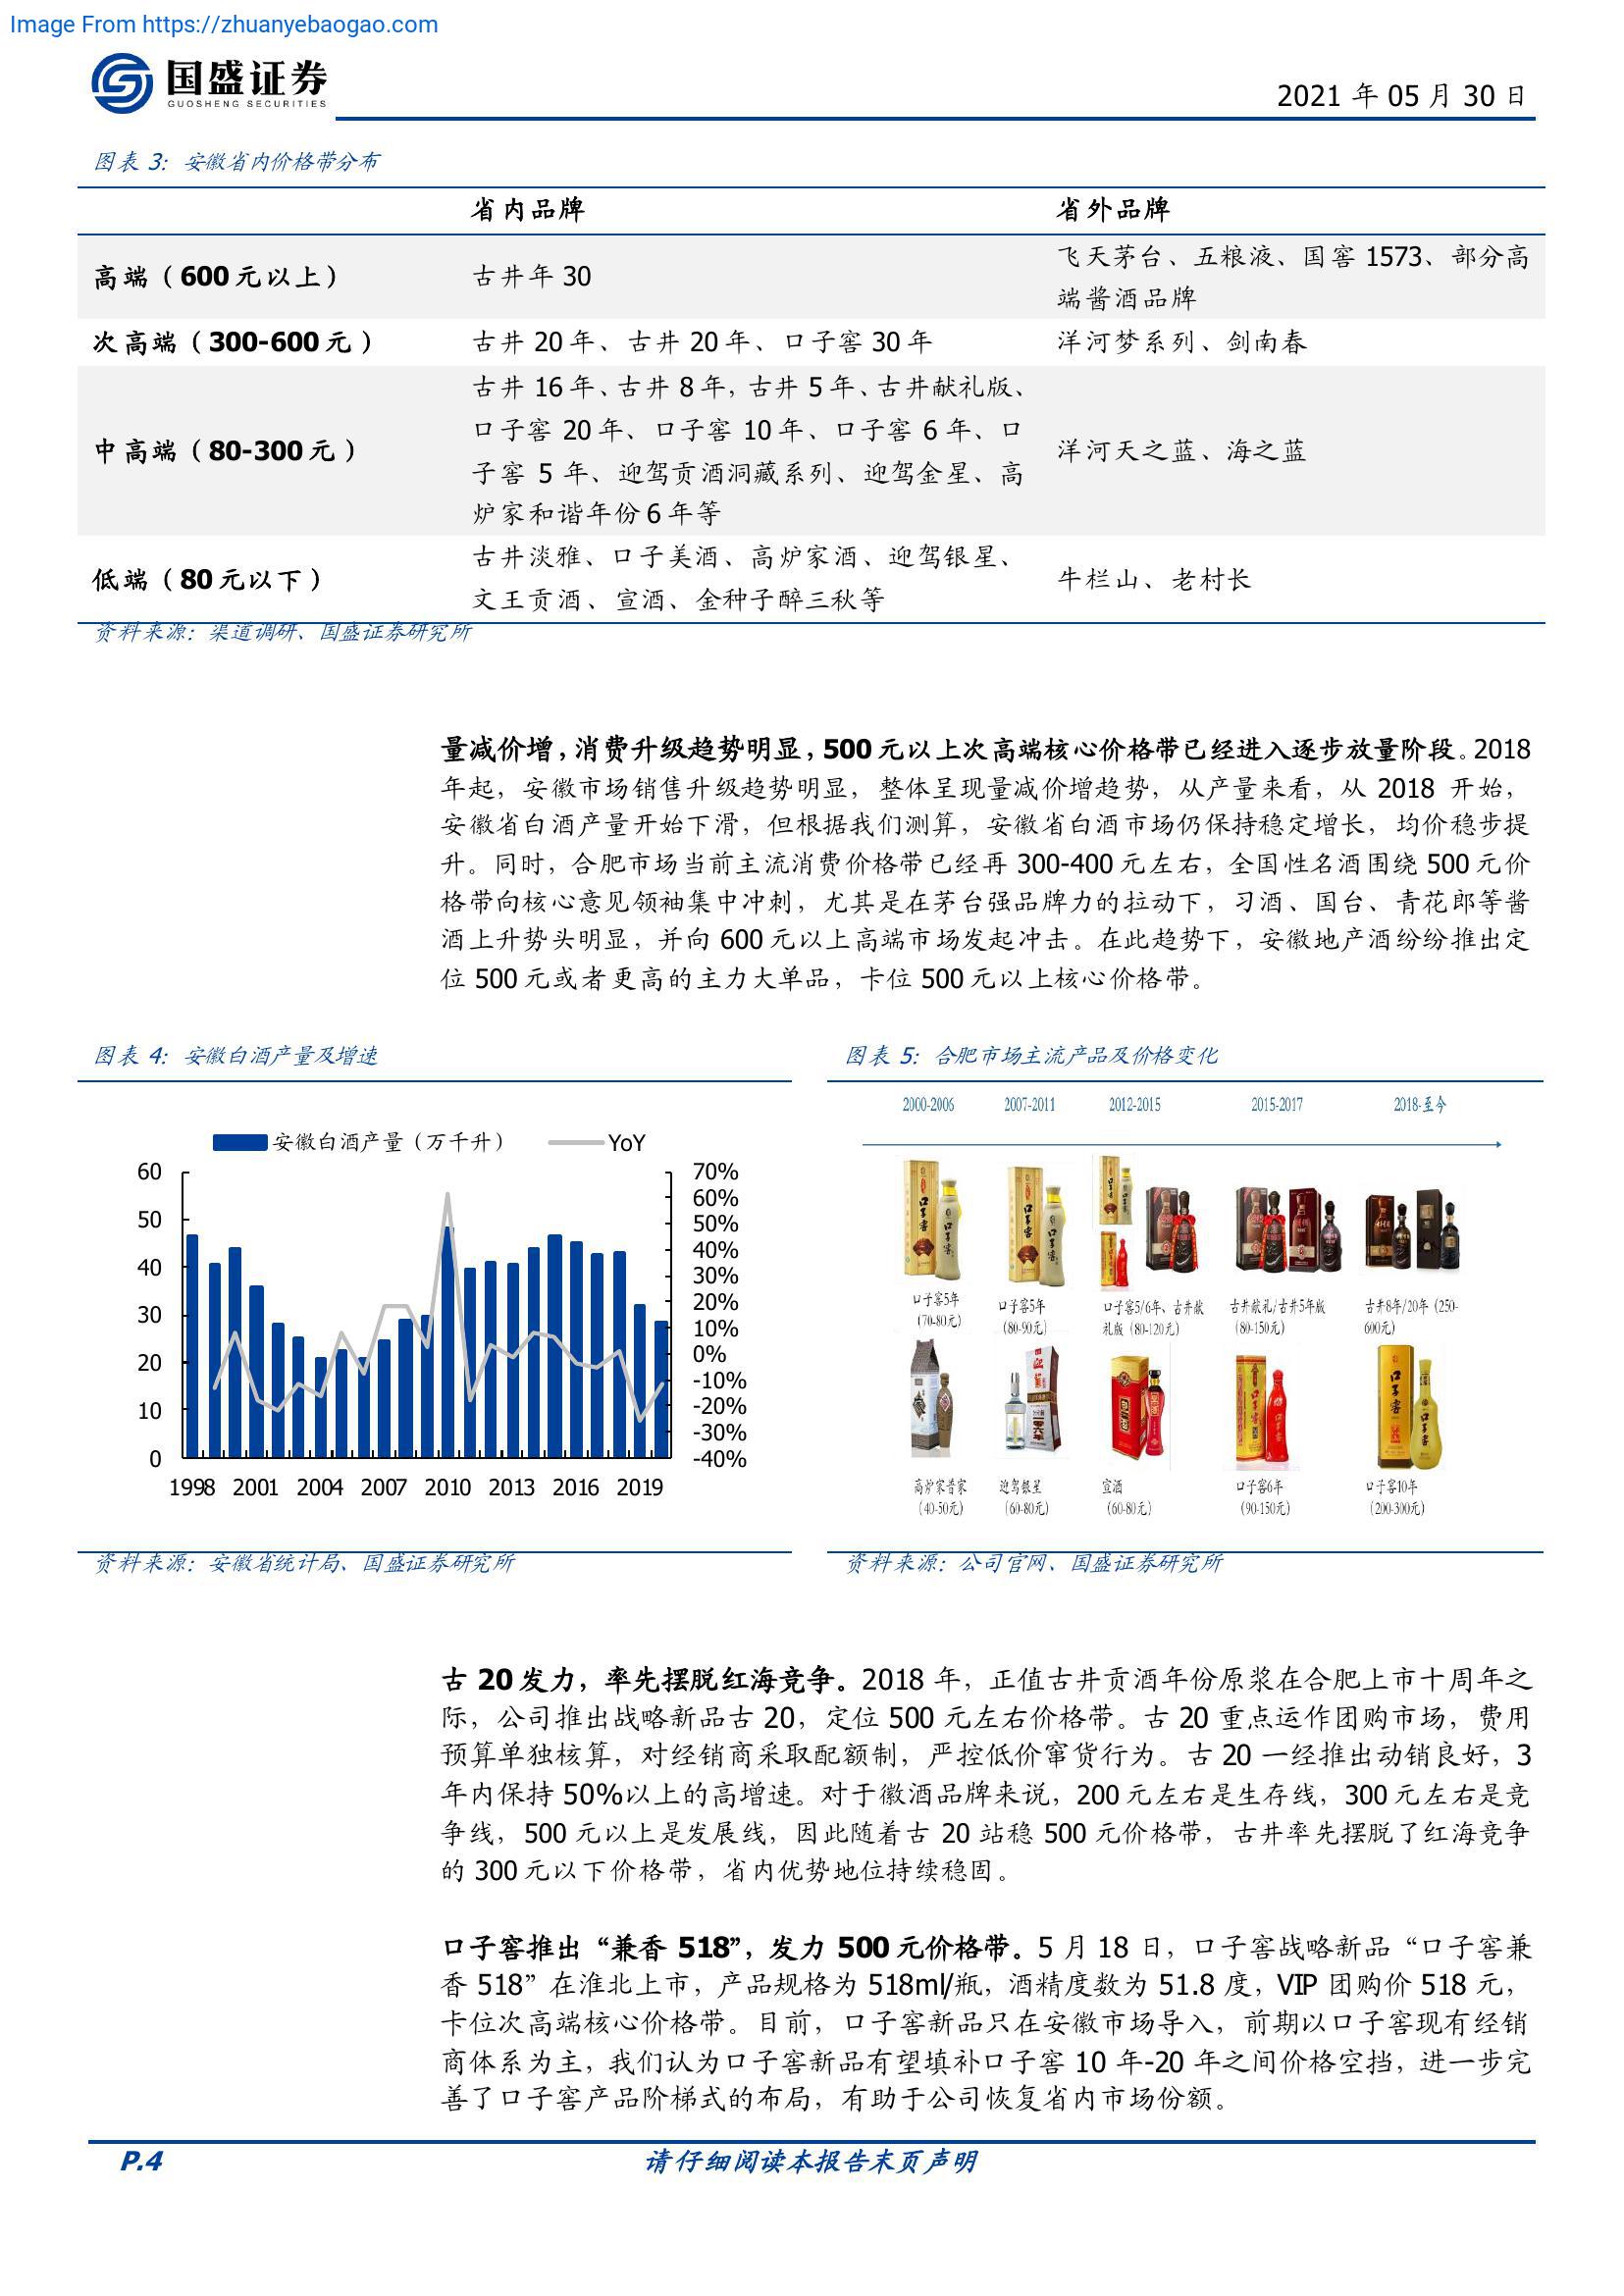 Image From https://zhuanyebaogao.com
国盛证券
GUOSHENG SECURITIES
2021 年 05 月 30 日
图表 3：安徽省内价格带分布
省内品牌 省外品牌
高端（600 元以上） 古井年 30 飞天茅台、五粮液、国窖 1573、部分高
端酱酒品牌
次高端（300-600 元） 古井 20 年、古井 20 年、口子窖 30 年 洋河梦系列、剑南春
中高端（80-300 元） 古井 16 年、古井 8 年，古井 5 年、古井献礼版、
口子窖 20 年、口子窖 10 年、口子窖 6 年、口
子窖 5 年、迎驾贡酒洞藏系列、迎驾金星、高
炉家和谐年份 6 年等
洋河天之蓝、海之蓝
低端（80 元以下） 古井淡雅、口子美酒、高炉家酒、迎驾银星、
文王贡酒、宣酒、金种子醉三秋等
牛栏山、老村长
资料来源：渠道调研、国盛证券研究所
量减价增，消费升级趋势明显，500 元以上次高端核心价格带已经进入逐步放量阶段。2018
年起，安徽市场销售升级趋势明显，整体呈现量减价增趋势，从产量来看，从 2018 开始，
安徽省白酒产量开始下滑，但根据我们测算，安徽省白酒市场仍保持稳定增长，均价稳步提
升。同时，合肥市场当前主流消费价格带已经再 300-400 元左右，全国性名酒围绕 500 元价
格带向核心意见领袖集中冲刺，尤其是在茅台强品牌力的拉动下，习酒、国台、青花郎等酱
酒上升势头明显，并向 600 元以上高端市场发起冲击。在此趋势下，安徽地产酒纷纷推出定
位 500 元或者更高的主力大单品，卡位 500 元以上核心价格带。
图表 4：安徽白酒产量及增速
安徽白酒产量（万千升） YoY
60 70%
60%
50 50%
40 40%
30%
30 20%
10%
20 0%
-10%
10 -20%
-30%
0 -40%
1998 2001 2004 2007 2010 2013 2016 2019
资料来源：安徽省统计局、国盛证券研究所
图表 5：合肥市场主流产品及价格变化
2000-2006 2007-2011 2012-2015 2015-2017 2018-至今
口子窖5年
（70-80元）
口子窖5年
（80-90元）
口子窖5/6年、古井献
礼版（80-120元）
古井献礼/古井5年版
（80-150元）
古井8年/20年（250-
600元）
高炉家普家
（40-50元）
迎驾银星
（60-80元）
宣酒
（60-80元）
口子窖6年
（90-150元）
口子窖10年
（200-300元）
资料来源：公司官网、国盛证券研究所
古 20 发力，率先摆脱红海竞争。2018 年，正值古井贡酒年份原浆在合肥上市十周年之
际，公司推出战略新品古 20，定位 500 元左右价格带。古 20 重点运作团购市场，费用
预算单独核算，对经销商采取配额制，严控低价窜货行为。古 20 一经推出动销良好，3
年内保持 50%以上的高增速。对于徽酒品牌来说，200 元左右是生存线，300 元左右是竞
争线，500 元以上是发展线，因此随着古 20 站稳 500 元价格带，古井率先摆脱了红海竞争
的 300 元以下价格带，省内优势地位持续稳固。
口子窖推出“兼香 518”，发力 500 元价格带。5 月 18 日，口子窖战略新品“口子窖兼
香 518”在淮北上市，产品规格为 518ml/瓶，酒精度数为 51.8 度，VIP 团购价 518 元，
卡位次高端核心价格带。目前，口子窖新品只在安徽市场导入，前期以口子窖现有经销
商体系为主，我们认为口子窖新品有望填补口子窖 10 年-20 年之间价格空挡，进一步完
善了口子窖产品阶梯式的布局，有助于公司恢复省内市场份额。
P.4 请仔细阅读本报告末页声明